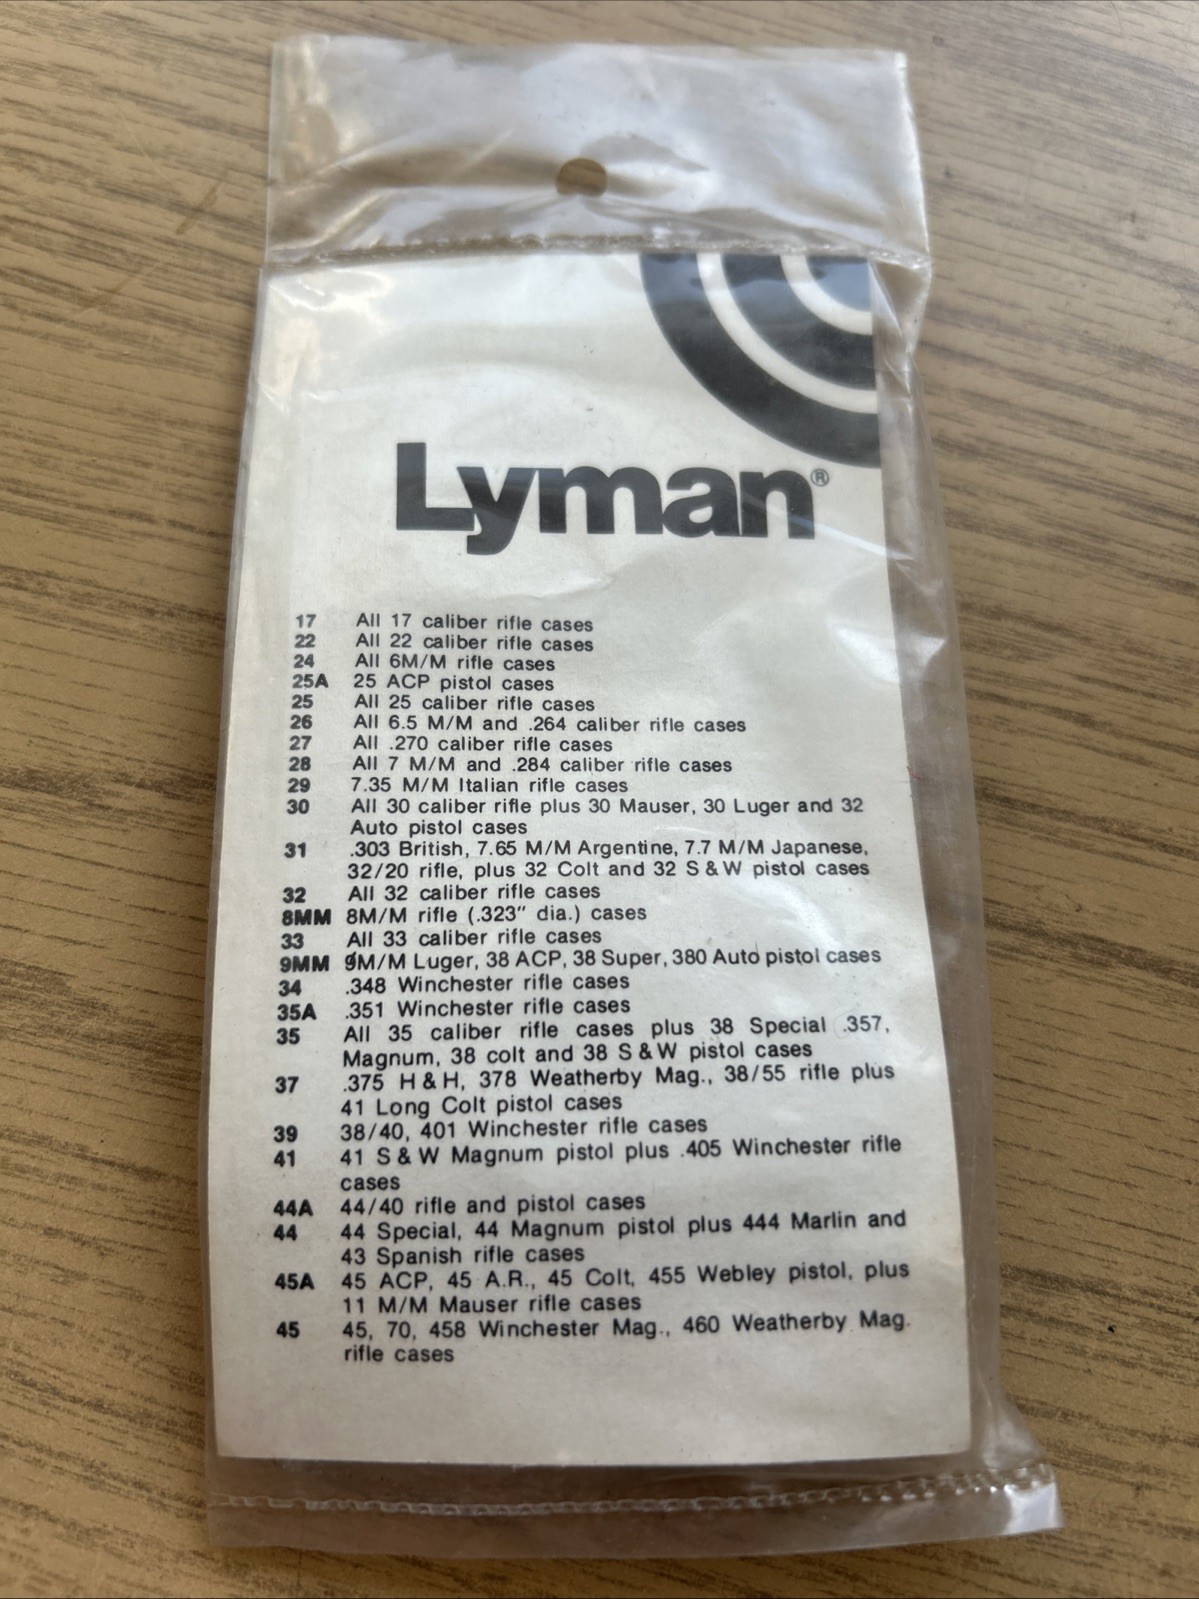 Lyman®
17 All 17 caliber rifle cases
22 All 22 caliber rifle cases
24 All 6M/M rifle cases
25A 25 ACP pistol cases
25 All 25 caliber rifle cases
26 All 6.5 M/M and .264 caliber rifle cases
27 All .270 caliber rifle cases
28 All 7 M/M and .284 caliber rifle cases
29 7.35 M/M Italian rifle cases
30 All 30 caliber rifle plus 30 Mauser, 30 Luger and 32
Auto pistol cases
31 .303 British, 7.65 M/M Argentine, 7.7 M/M Japanese,
32/20 rifle, plus 32 Colt and 32 S & W pistol cases
32 All 32 caliber rifle cases
8MM 8M/M rifle (.323" dia.) cases
33 All 33 caliber rifle cases
9MM 9M/M Luger, 38 ACP, 38 Super, 380 Auto pistol cases
34 .348 Winchester rifle cases
35A .351 Winchester rifle cases
35 All 35 caliber rifle cases plus 38 Special .357,
Magnum, 38 colt and 38 S & W pistol cases
37 .375 H & H, 378 Weatherby Mag., 38/55 rifle plus
41 Long Colt pistol cases
39 38/40, 401 Winchester rifle cases
41 41 S & W Magnum pistol plus .405 Winchester rifle
cases
44A 44/40 rifle and pistol cases
44 44 Special, 44 Magnum pistol plus 444 Marlin and
43 Spanish rifle cases
45A 45 ACP, 45 A.R., 45 Colt, 455 Webley pistol, plus
11 M/M Mauser rifle cases
45 45, 70, 458 Winchester Mag., 460 Weatherby Mag.
rifle cases